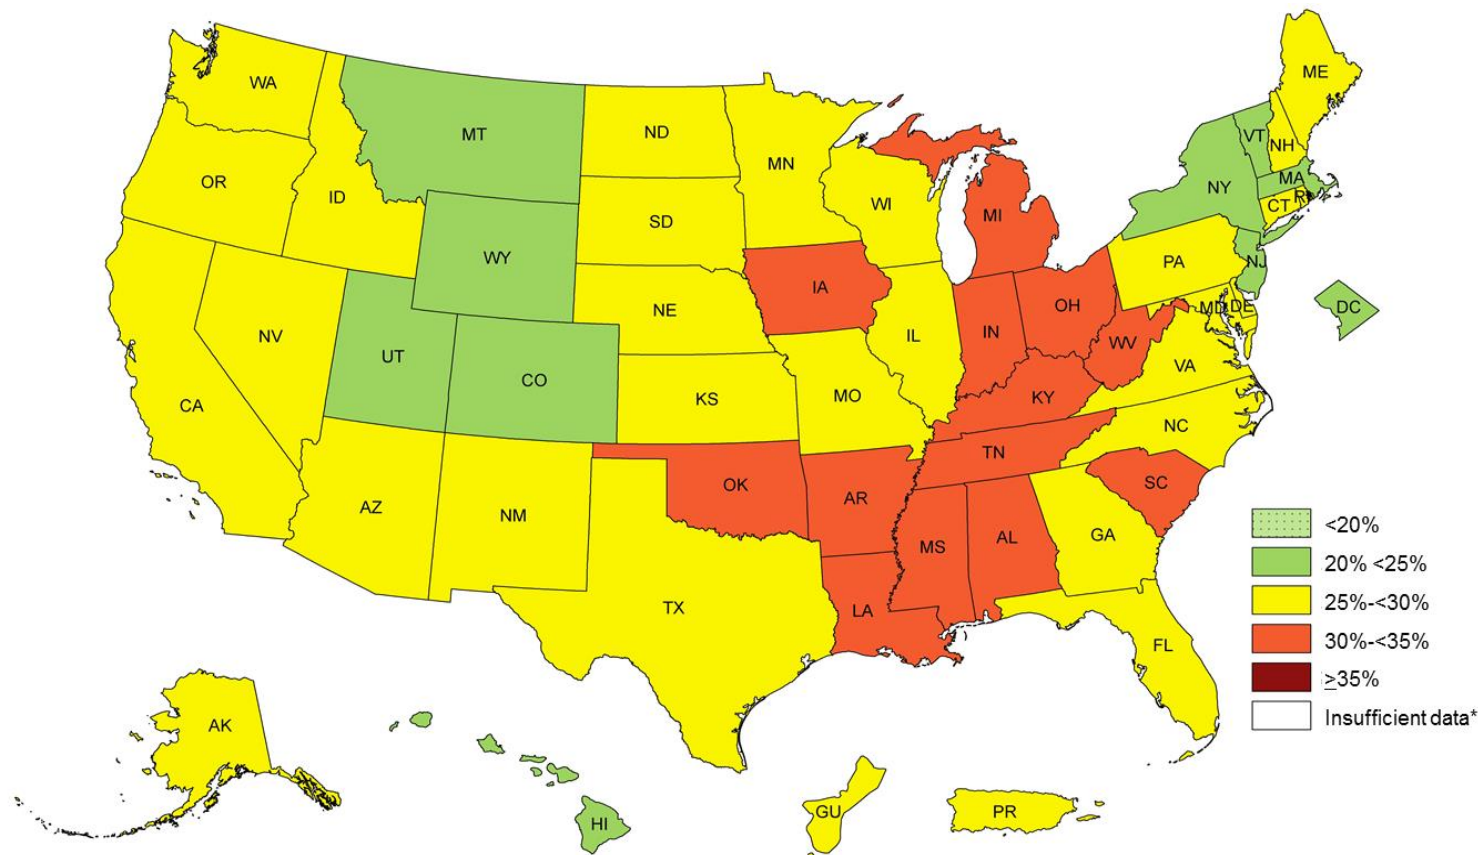 WA
MT
ND
MN
ME
VT
NH
OR
ID
SD
WI
MI
NY
MA
CT
WY
NE
IA
PA
NJ
NV
UT
CO
IL
IN
OH
MD
DE
DC
WV
VA
CA
KS
MO
KY
NC
AZ
NM
OK
AR
TN
SC
MS
AL
GA
TX
LA
FL
AK
HI
GU
PR
<20%
20% <25%
25%-<30%
30%-<35%
≥35%
Insufficient data*